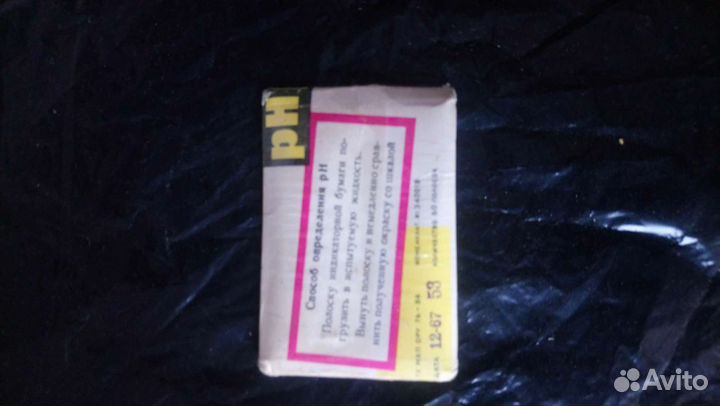 pH
Способ определения pH
Полоску индикаторной бумаги по-
грузить в испытуемую жидкость.
Вынуть полоску и немедленно срав-
нить полученную окраску со шкалой
ДАТА 12-67 53
Avito